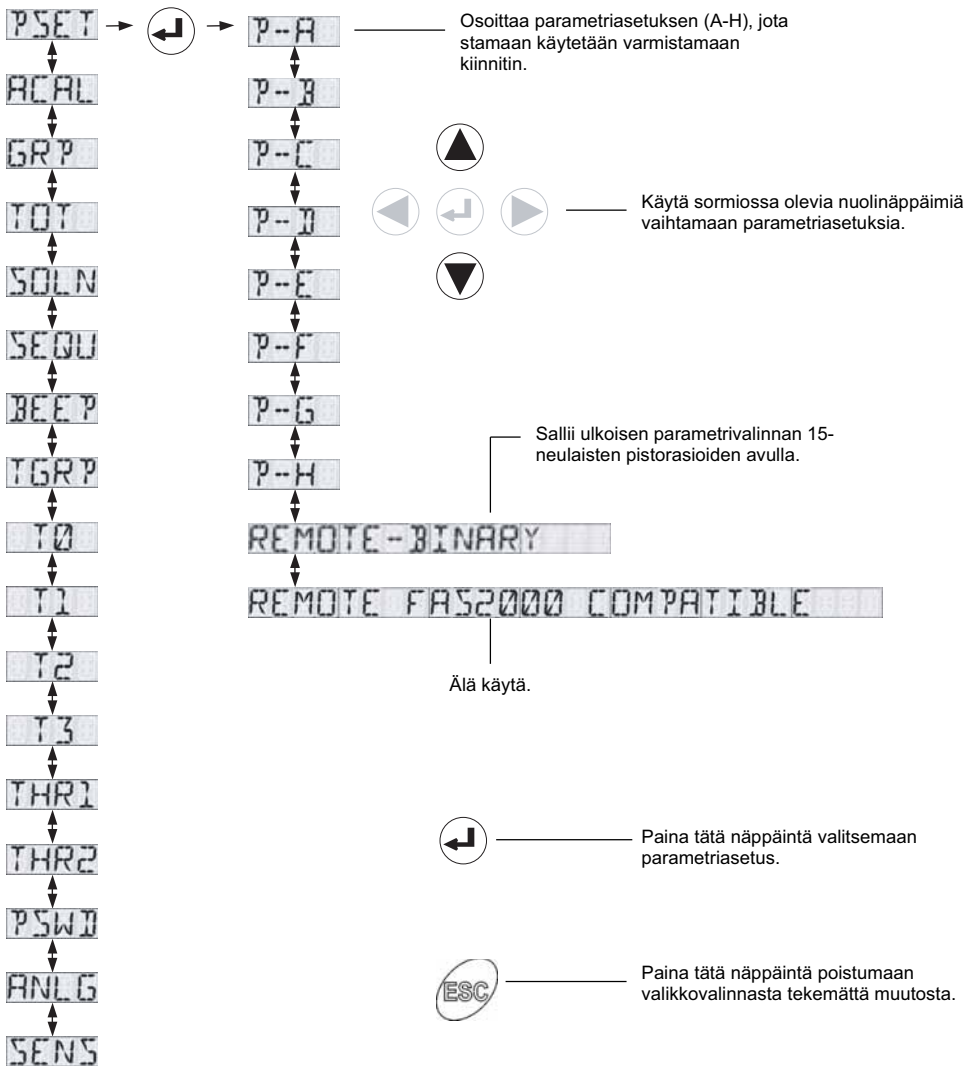 PSET
P-A
Osoittaa parametriasetuksen (A-H), jota
stamaan käytetään varmistamaan
kiinnitin.
ACAL
P-B
GRP
P-C
TOT
P-D
Käytä sormiossa olevia nuolinäppäimiä
vaihtamaan parametriasetuksia.
SOLN
P-E
SEQU
P-F
BEEP
P-G
Sallii ulkoisen parametrivalinnan 15-
neulaisten pistorasioiden avulla.
TGRP
P-H
T0
REMOTE-BINARY
T1
REMOTE FAS2000 COMPATIBLE
T2
Älä käytä.
T3
THR1
THR2
Paina tätä näppäintä valitsemaan
parametriasetus.
PSWD
ANLG
ESC
Paina tätä näppäintä poistumaan
valikkovalinnasta tekemättä muutosta.
SENS